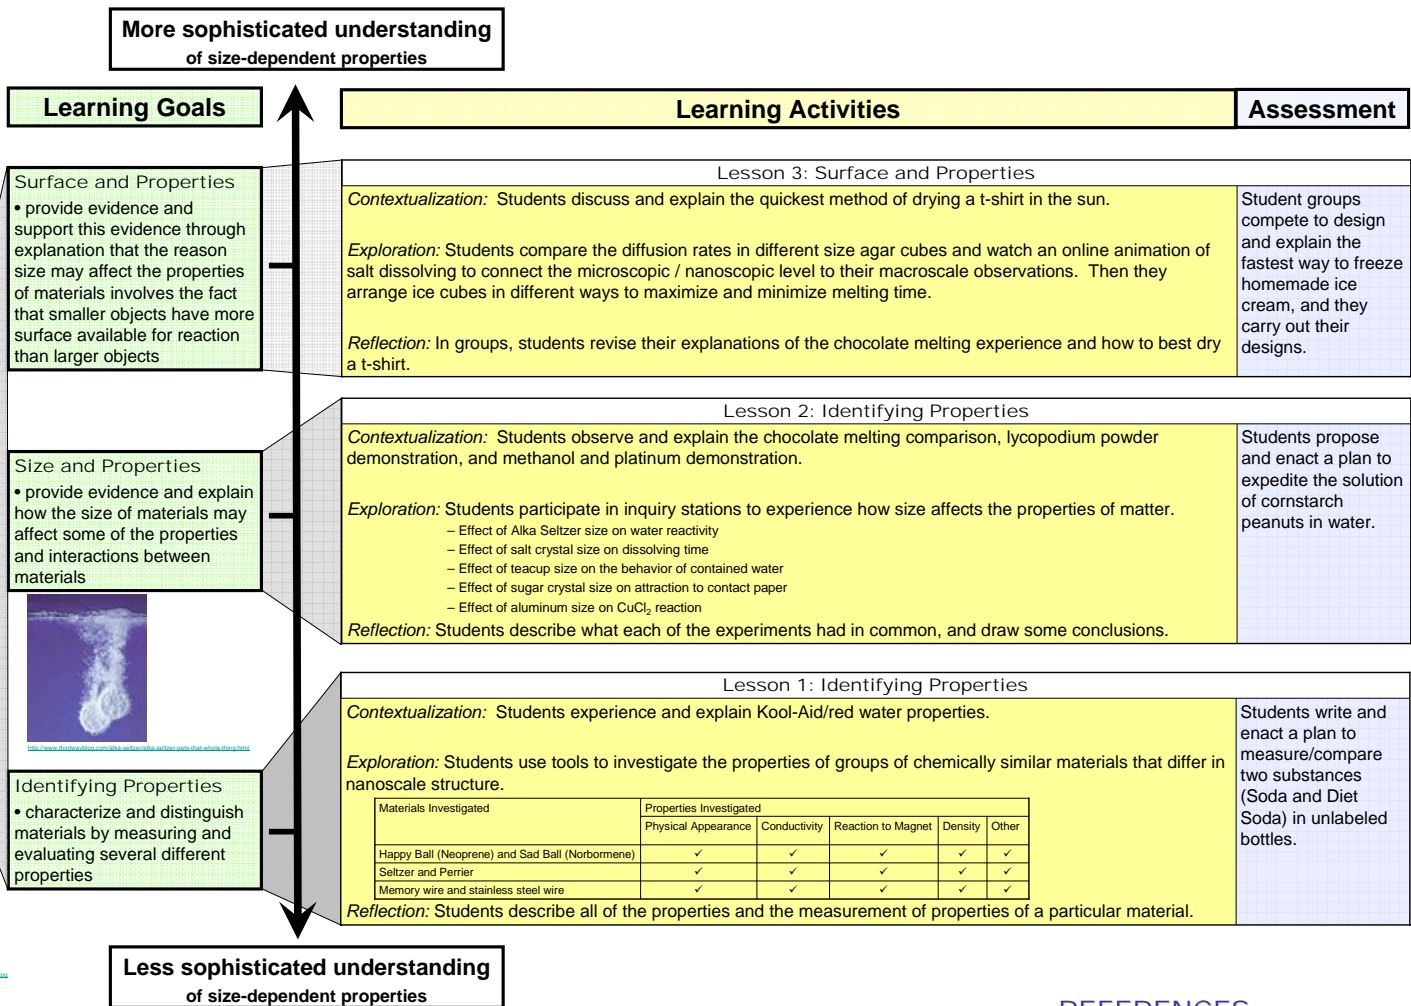 More sophisticated understanding
of size-dependent properties
Learning Goals
Learning Activities
Assessment
Surface and Properties
• provide evidence and
support this evidence through
explanation that the reason
size may affect the properties
of materials involves the fact
that smaller objects have more
surface available for reaction
than larger objects
Lesson 3: Surface and Properties
Contextualization: Students discuss and explain the quickest method of drying a t-shirt in the sun.
Exploration: Students compare the diffusion rates in different size agar cubes and watch an online animation of
salt dissolving to connect the microscopic / nanoscopic level to their macroscale observations. Then they
arrange ice cubes in different ways to maximize and minimize melting time.
Reflection: In groups, students revise their explanations of the chocolate melting experience and how to best dry
a t-shirt.
Student groups
compete to design
and explain the
fastest way to freeze
homemade ice
cream, and they
carry out their
designs.
Size and Properties
• provide evidence and explain
how the size of materials may
affect some of the properties
and interactions between
materials
Lesson 2: Identifying Properties
Contextualization: Students observe and explain the chocolate melting comparison, lycopodium powder
demonstration, and methanol and platinum demonstration.
Exploration: Students participate in inquiry stations to experience how size affects the properties of matter.
– Effect of Alka Seltzer size on water reactivity
– Effect of salt crystal size on dissolving time
– Effect of teacup size on the behavior of contained water
– Effect of sugar crystal size on attraction to contact paper
– Effect of aluminum size on CuCl2 reaction
Reflection: Students describe what each of the experiments had in common, and draw some conclusions.
Students propose
and enact a plan to
expedite the solution
of cornstarch
peanuts in water.
http://www.thirdwayblog.com/alka-seltzer/alka-seltzer-gets-that-whole-thing.html
Identifying Properties
• characterize and distinguish
materials by measuring and
evaluating several different
properties
Lesson 1: Identifying Properties
Contextualization: Students experience and explain Kool-Aid/red water properties.
Exploration: Students use tools to investigate the properties of groups of chemically similar materials that differ in
nanoscale structure.
Materials Investigated Properties Investigated
Physical Appearance Conductivity Reaction to Magnet Density Other
Happy Ball (Neoprene) and Sad Ball (Norbormene) ✓ ✓ ✓ ✓ ✓
Seltzer and Perrier ✓ ✓ ✓ ✓ ✓
Memory wire and stainless steel wire ✓ ✓ ✓ ✓ ✓
Reflection: Students describe all of the properties and the measurement of properties of a particular material.
Students write and
enact a plan to
measure/compare
two substances
(Soda and Diet
Soda) in unlabeled
bottles.
Less sophisticated understanding
of size-dependent properties
REFERENCES